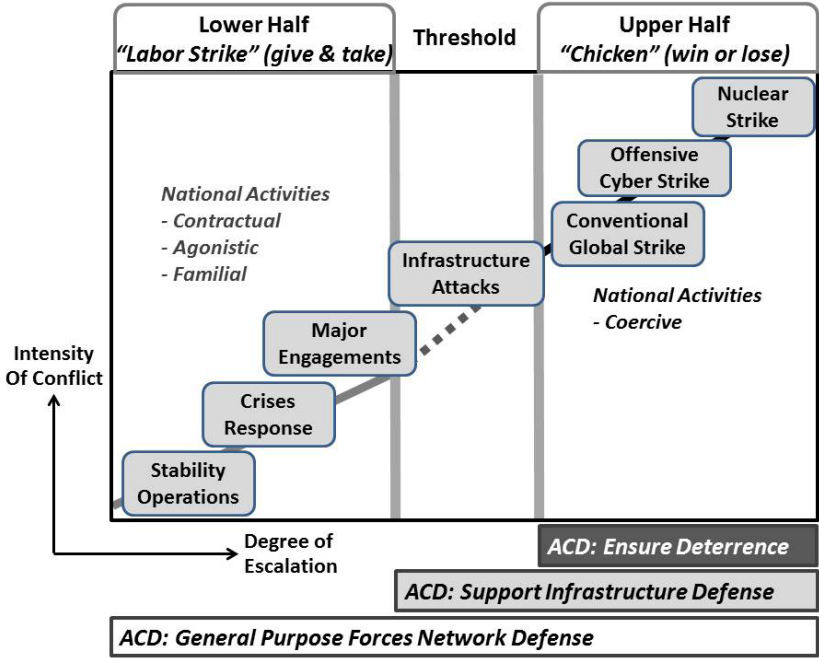 Lower Half
“Labor Strike” (give & take)
Threshold
Upper Half
“Chicken” (win or lose)
Nuclear
Strike
Offensive
Cyber Strike
Conventional
Global Strike
National Activities
- Contractual
- Agonistic
- Familial
Infrastructure
Attacks
National Activities
- Coercive
Major
Engagements
Intensity
Of Conflict
Crises
Response
Stability
Operations
Degree of
Escalation
ACD: Ensure Deterrence
ACD: Support Infrastructure Defense
ACD: General Purpose Forces Network Defense